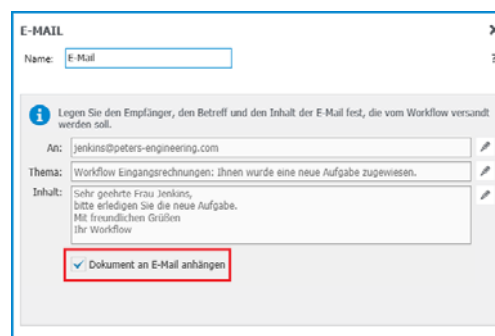 E-MAIL
Name: E-Mail
Legen Sie den Empfänger, den Betreff und den Inhalt der E-Mail fest, die vom Workflow versandt
werden soll.
An: jenkins@peters-engineering.com
Thema: Workflow Eingangsrechnungen: Ihnen wurde eine neue Aufgabe zugewiesen.
Inhalt: Sehr geehrte Frau Jenkins,
bitte erledigen Sie die neue Aufgabe.
Mit freundlichen Grüßen
Ihr Workflow
Dokument an E-Mail anhängen